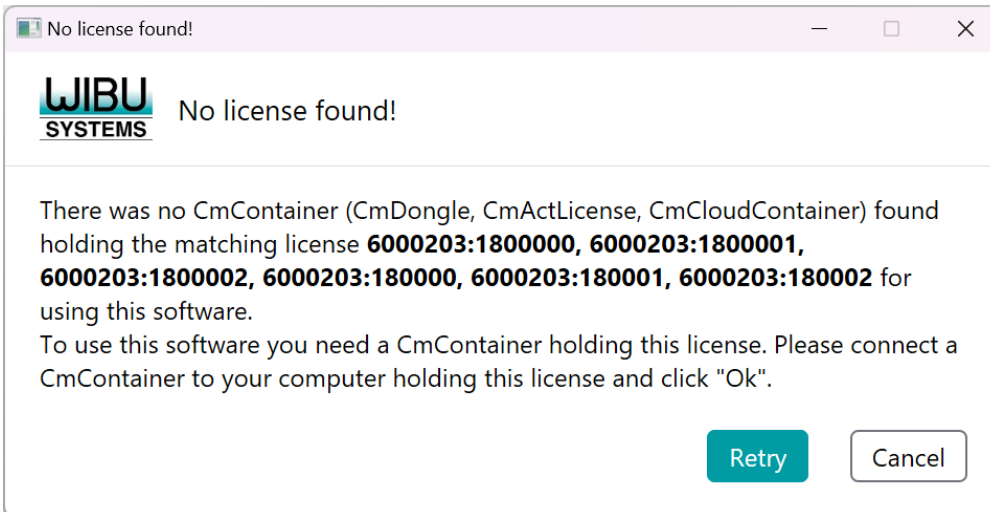 No license found!
WIBU
SYSTEMS
No license found!
There was no CmContainer (CmDongle, CmActLicense, CmCloudContainer) found
holding the matching license 6000203:1800000, 6000203:1800001,
6000203:1800002, 6000203:180000, 6000203:180001, 6000203:180002 for
using this software.
To use this software you need a CmContainer holding this license. Please connect a
CmContainer to your computer holding this license and click "Ok".
Retry
Cancel